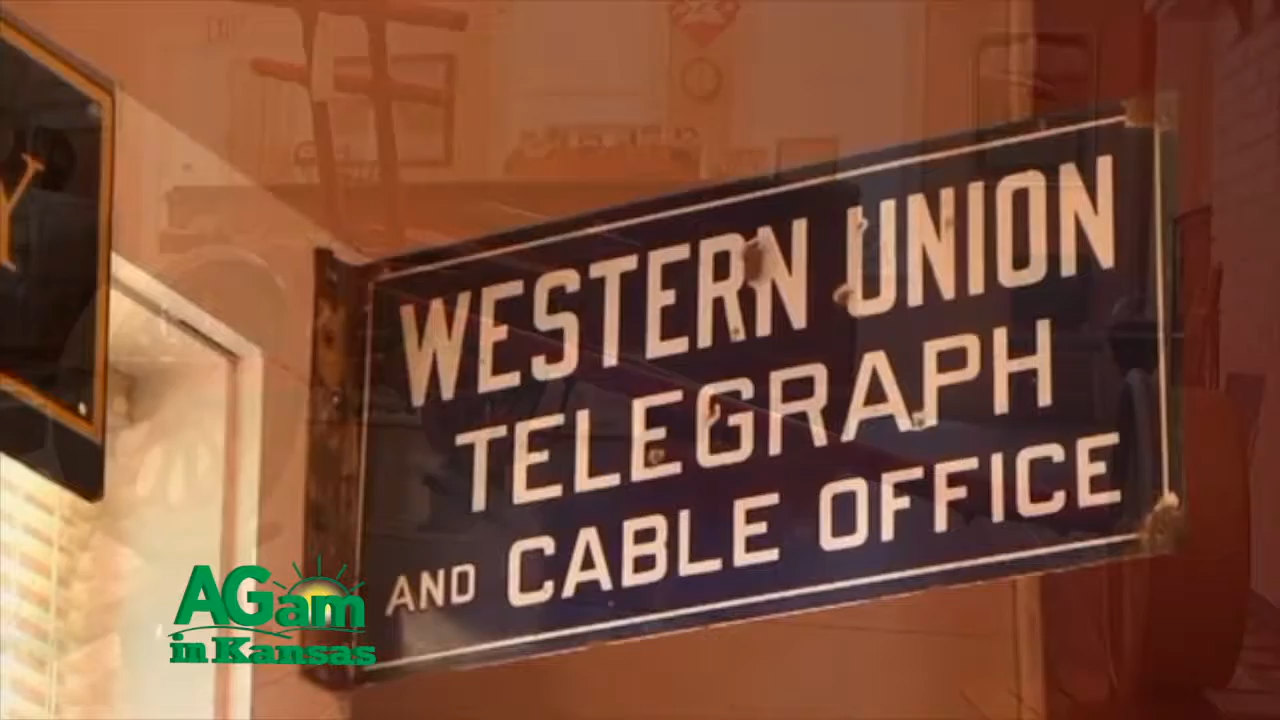 Y
WESTERN UNION
TELEGRAPH
AND CABLE OFFICE
AGam
in Kansas